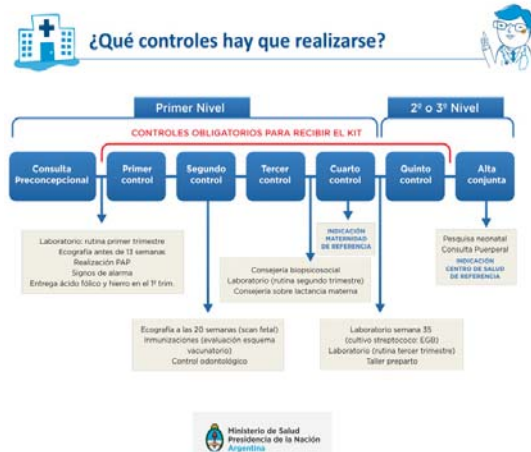 ¿Qué controles hay que realizarse?
Primer Nivel
2º o 3º Nivel
CONTROLES OBLIGATORIOS PARA RECIBIR EL KIT
Consulta
Preconcepcional
Primer
control
Segundo
control
Tercer
control
Cuarto
control
Quinto
control
Alta
conjunta
Laboratorio: rutina primer trimestre
Ecografía antes de 13 semanas
Realización PAP
Signos de alarma
Entrega ácido fólico y hierro en el 1º trim.
Ecografía a las 20 semanas (scan fetal)
Inmunizaciones (evaluación esquema
vacunatorio)
Control odontológico
Consejería biopsicosocial
Laboratorio (rutina segundo trimestre)
Consejería sobre lactancia materna
INDICACIÓN
MATERNIDAD
DE REFERENCIA
Laboratorio semana 35
(cultivo streptococo: EGB)
Laboratorio (rutina tercer trimestre)
Taller preparto
Pesquisa neonatal
Consulta Puerperal
INDICACIÓN
CENTRO DE SALUD
DE REFERENCIA
Ministerio de Salud
Presidencia de la Nación
Argentina